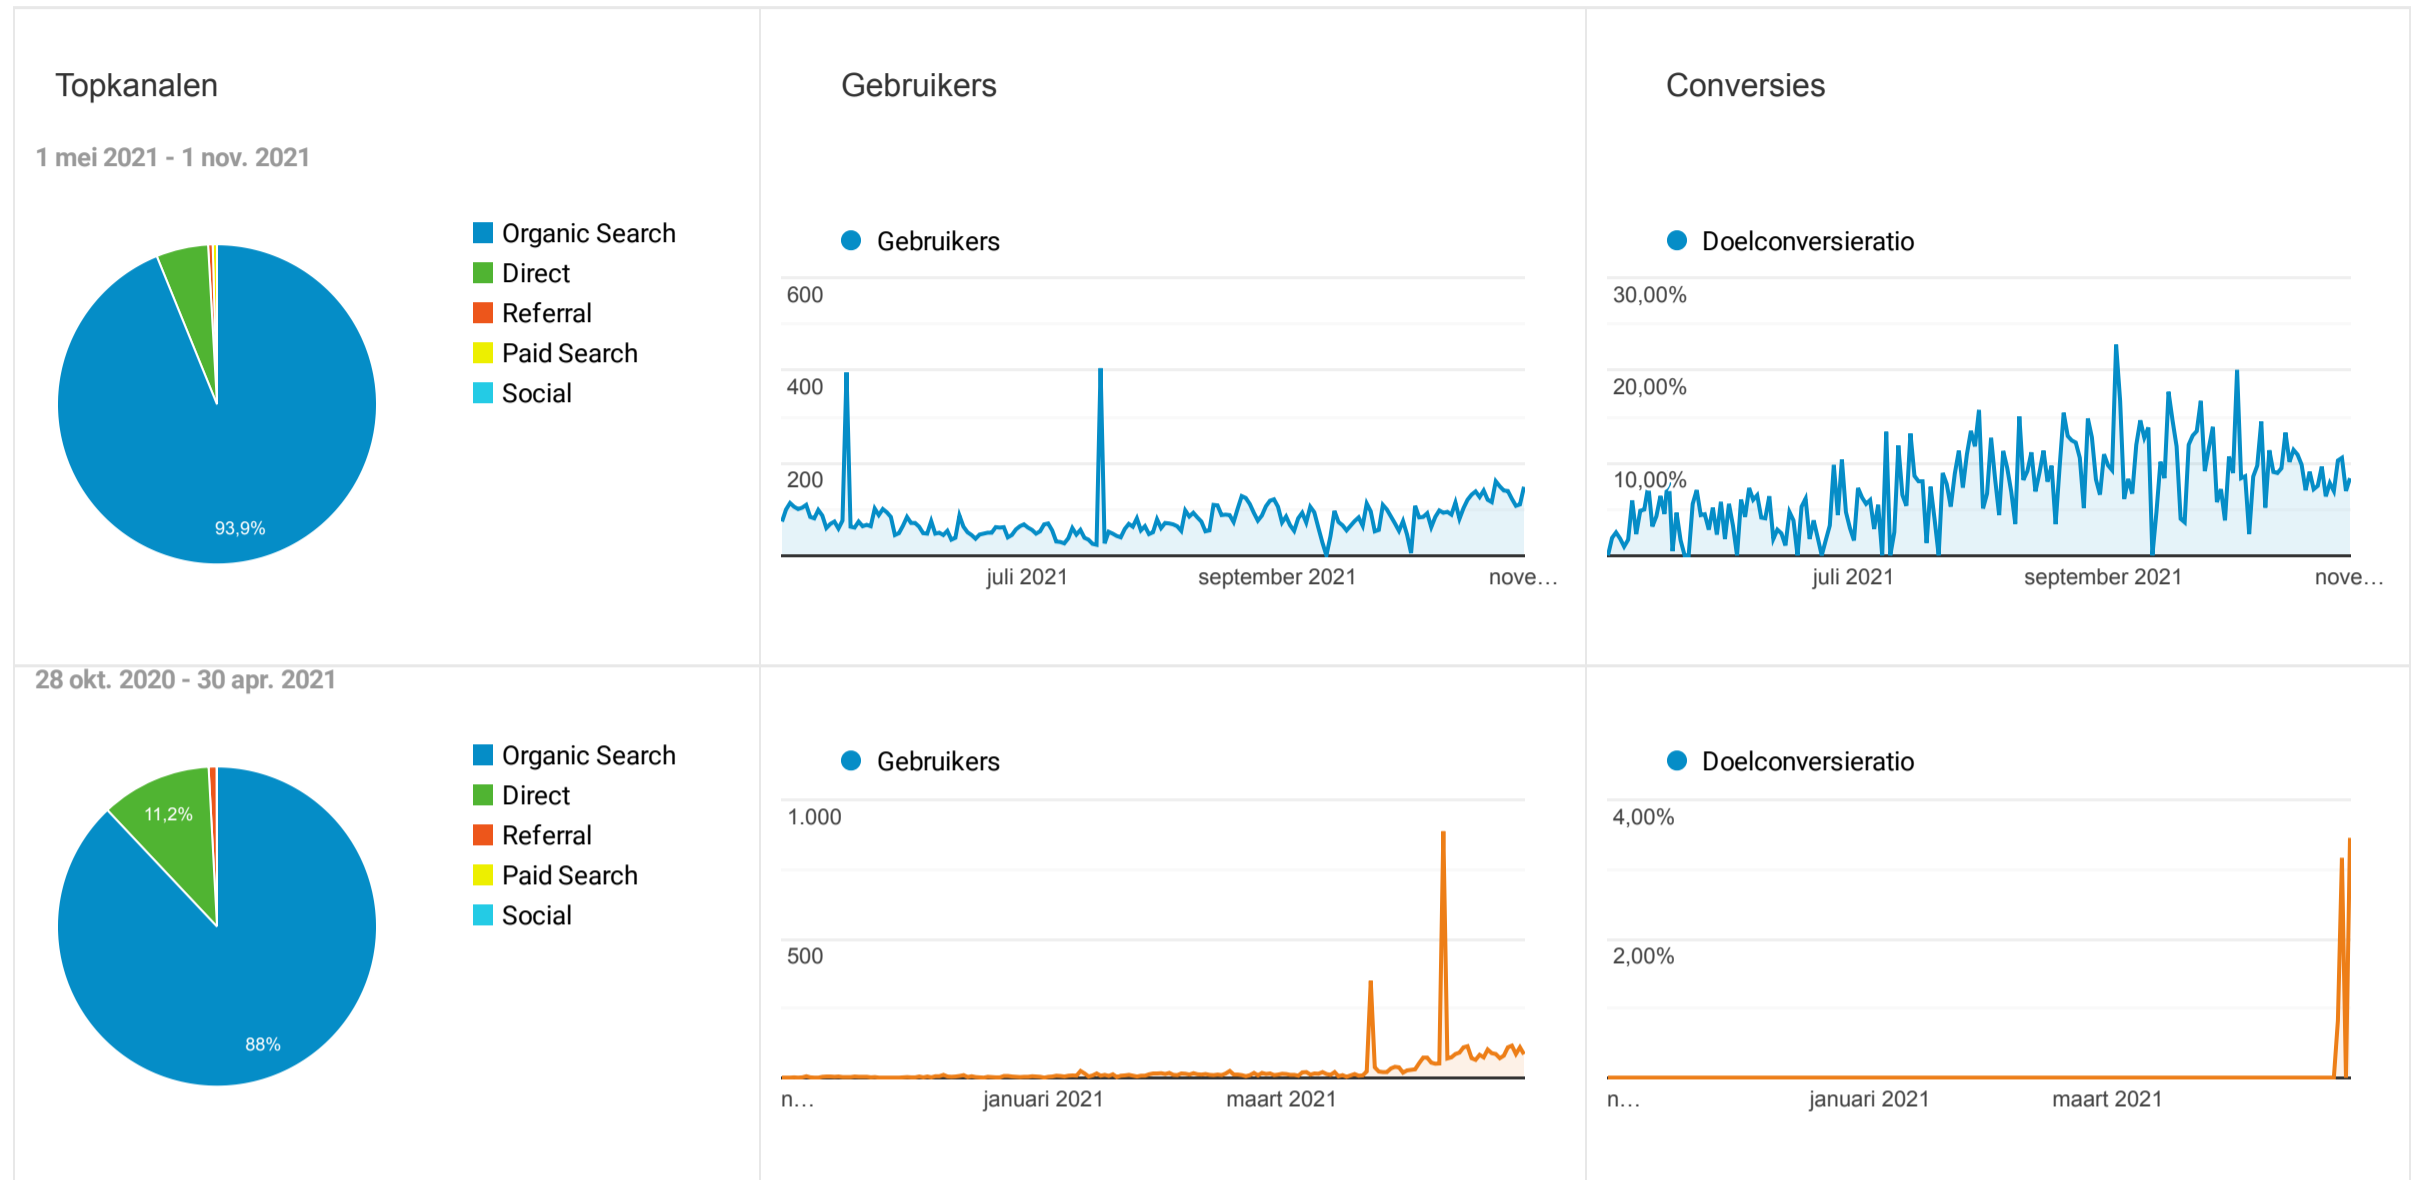 Topkanalen
1 mei 2021 - 1 nov. 2021
Organic Search
Direct
Referral
Paid Search
Social
93,9%
Gebruikers
Gebruikers
600
400
200
juli 2021 september 2021 nove...
Conversies
Doelconversieratio
30,00%
20,00%
10,00%
juli 2021 september 2021 nove...
28 okt. 2020 - 30 apr. 2021
Organic Search
Direct
Referral
Paid Search
Social
11,2%
88%
Gebruikers
1.000
500
n... januari 2021 maart 2021
Doelconversieratio
4,00%
2,00%
n... januari 2021 maart 2021